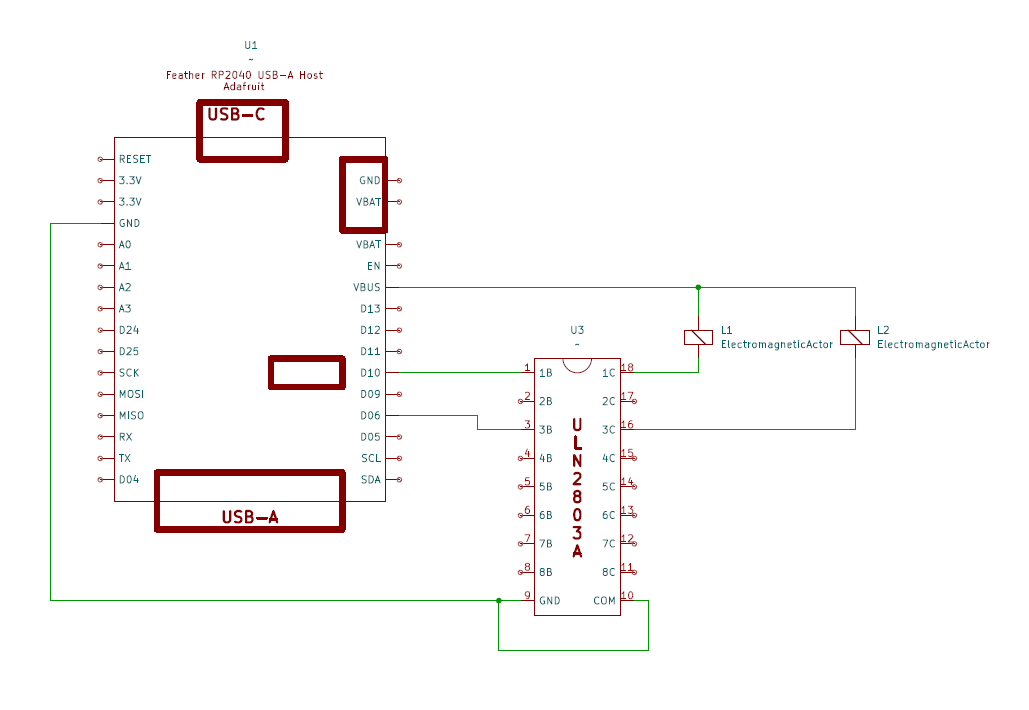 U1
~
Feather RP2040 USB-A Host
Adafruit
USB-C
RESET
3.3V
3.3V
GND
A0
A1
A2
A3
D24
D25
SCK
MOSI
MISO
RX
TX
D04
GND
VBAT
VBAT
EN
VBUS
D13
D12
D11
D10
D09
D06
D05
SCL
SDA
USB-A
U3
~
1 1B
2 2B
3 3B
4 4B
5 5B
6 6B
7 7B
8 8B
9 GND
ULN2803A
1C 18
2C 17
3C 16
4C 15
5C 14
6C 13
7C 12
8C 11
COM 10
L1
ElectromagneticActor
L2
ElectromagneticActor